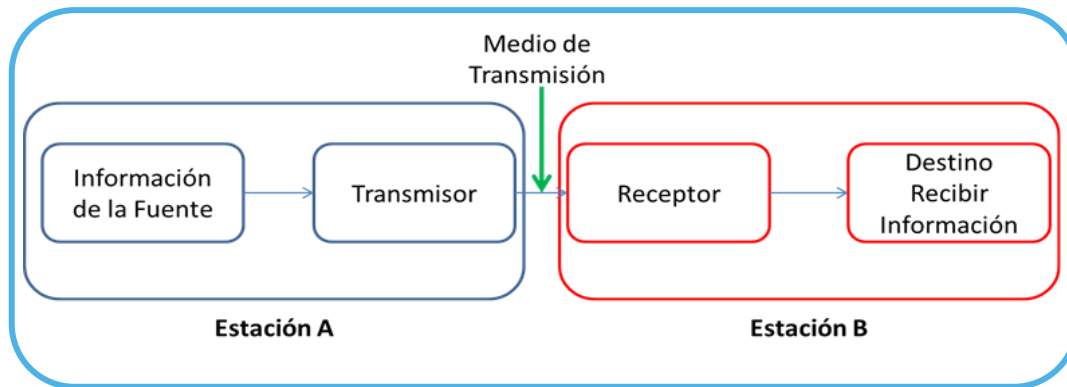 Medio de
Transmisión
Información
de la Fuente
Transmisor
Receptor
Destino
Recibir
Información
Estación A
Estación B